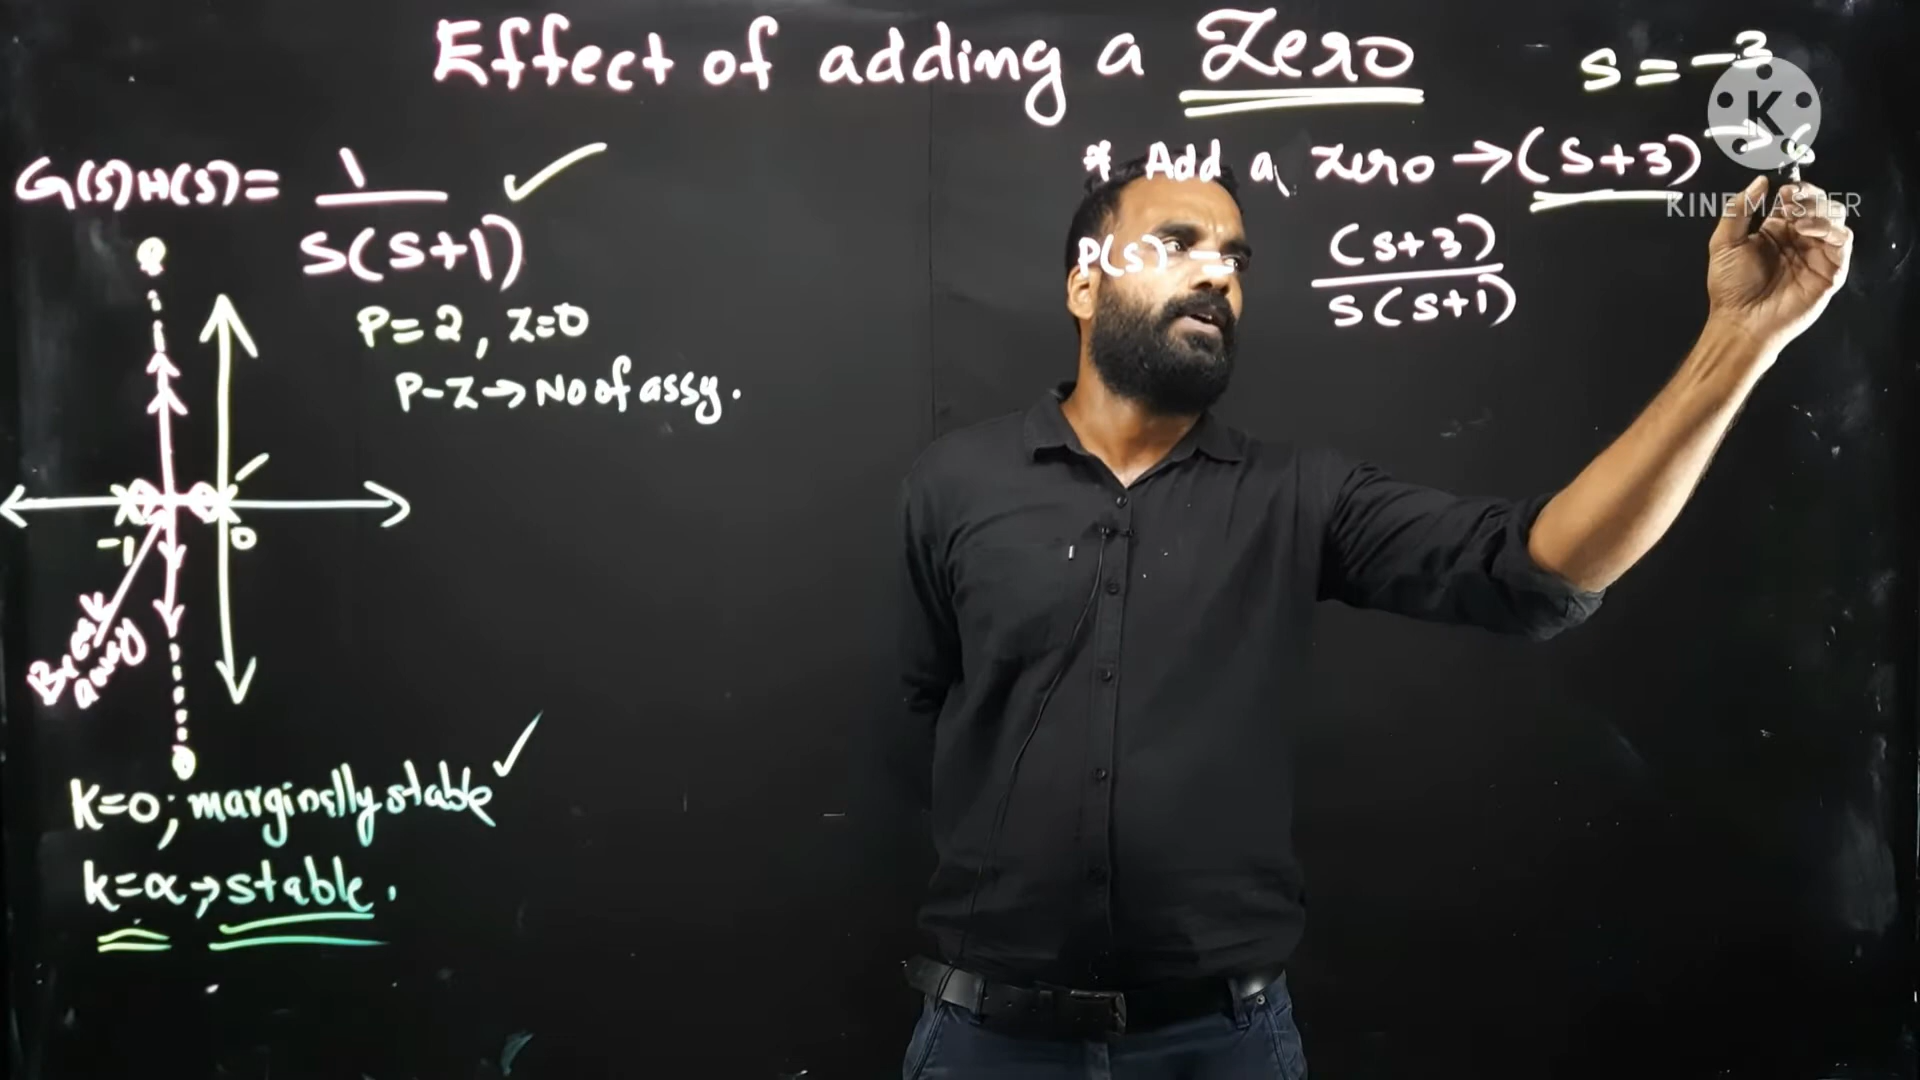 Effect of adding a Zero
S = -3
* Add a zero → (S+3)
P(s) =
(s+3)
s(s+1)
G(s)H(s) =
1
S(S+1)
P=2, Z=0
P-Z → No of assy.
-1
0
Break
away
K=0; marginally stable
k=α → stable.
K
KINEMASTER